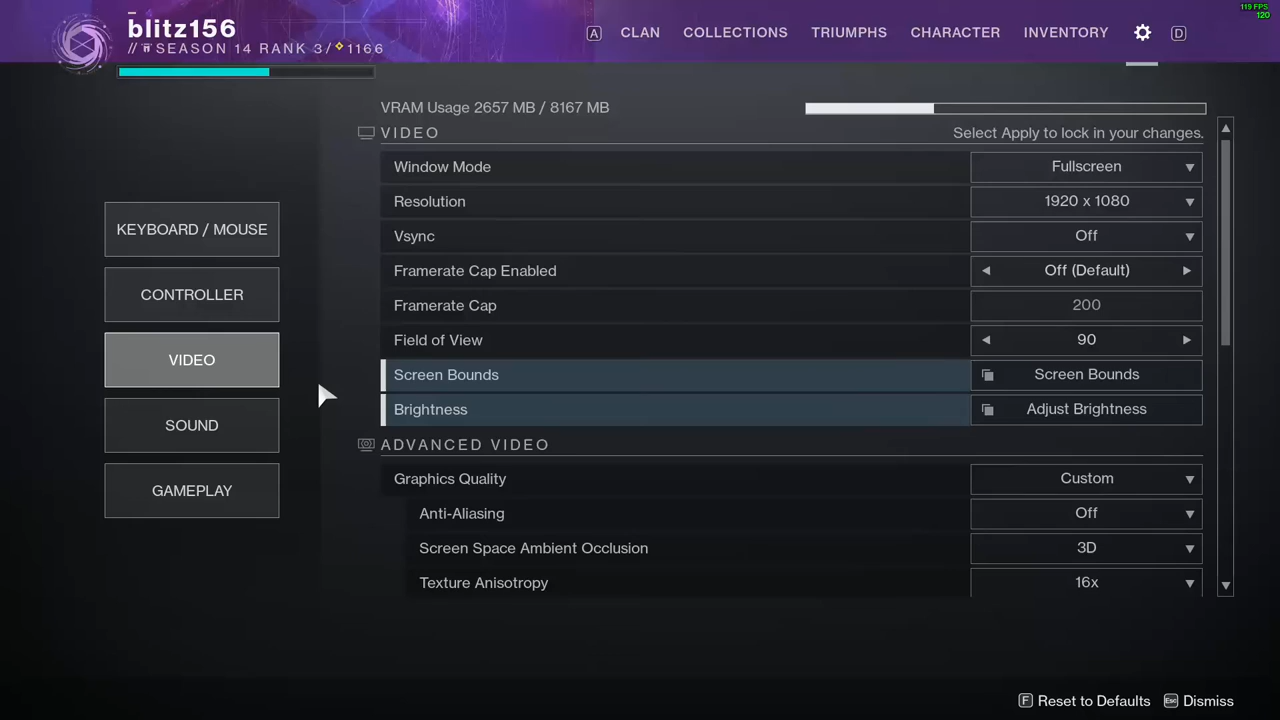 blitz156
// SEASON 14 RANK 3/ 1166
A CLAN COLLECTIONS TRIUMPHS CHARACTER INVENTORY D
119 FPS
120
VRAM Usage 2657 MB / 8167 MB
VIDEO Select Apply to lock in your changes.
Window Mode Fullscreen
Resolution 1920 x 1080
Vsync Off
Framerate Cap Enabled Off (Default)
Framerate Cap 200
Field of View 90
Screen Bounds Screen Bounds
Brightness Adjust Brightness
ADVANCED VIDEO
Graphics Quality Custom
Anti-Aliasing Off
Screen Space Ambient Occlusion 3D
Texture Anisotropy 16x
KEYBOARD / MOUSE
CONTROLLER
VIDEO
SOUND
GAMEPLAY
F Reset to Defaults Esc Dismiss